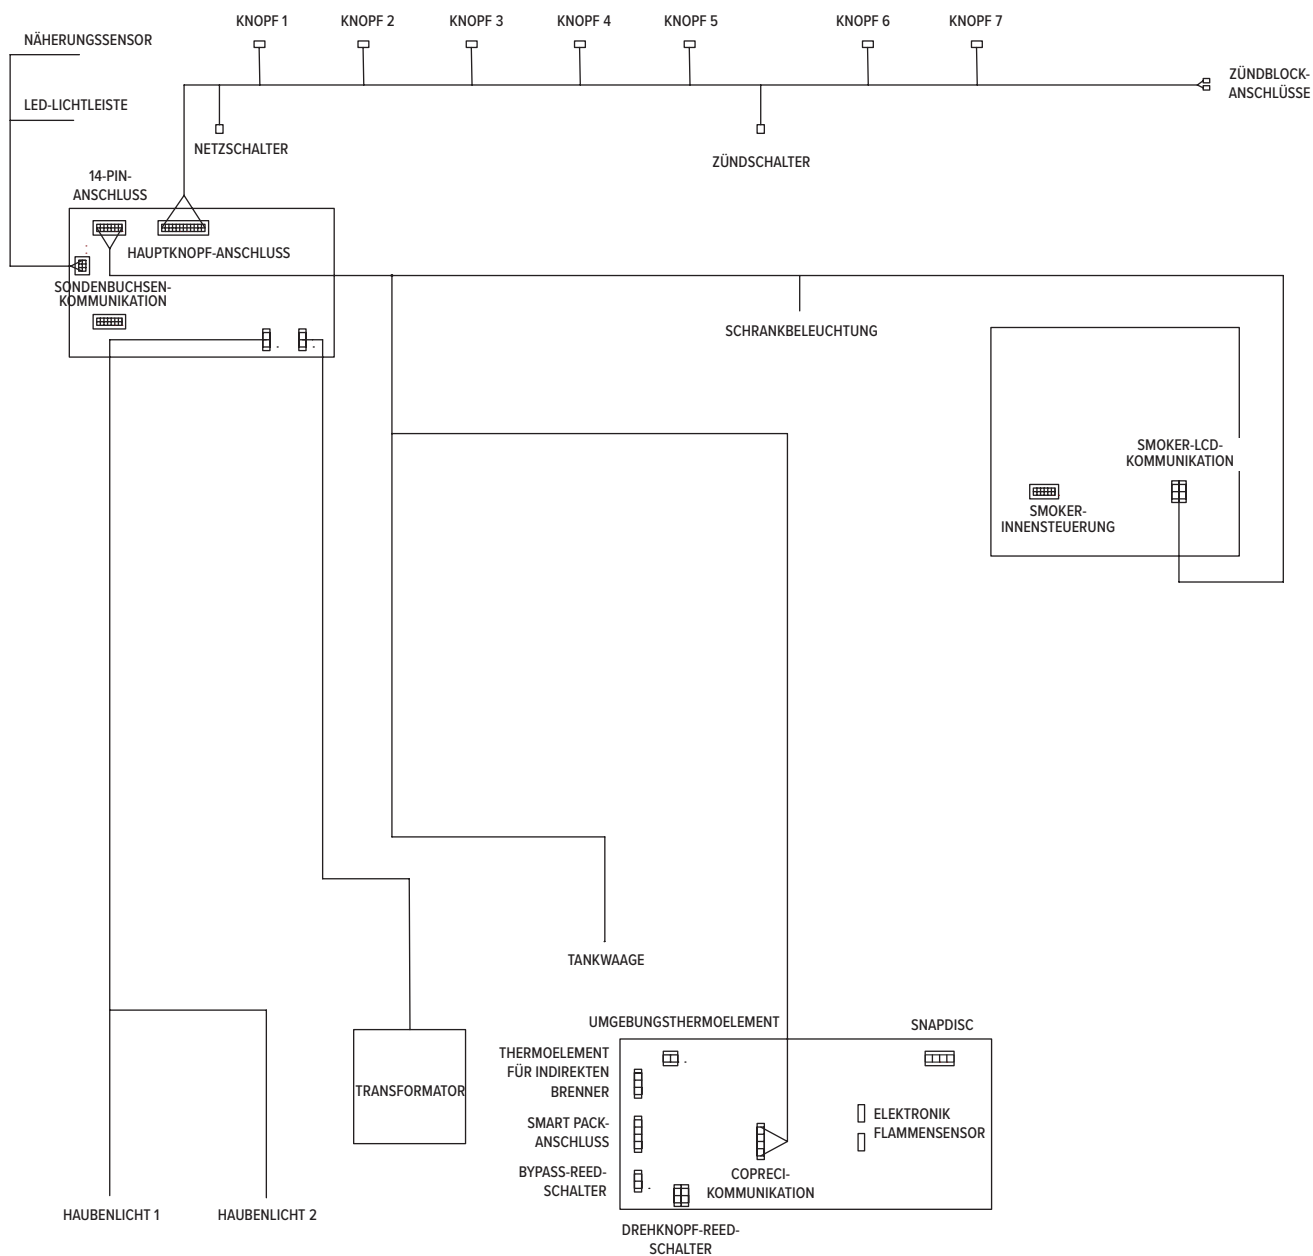 KNOPF 1
KNOPF 2
KNOPF 3
KNOPF 4
KNOPF 5
KNOPF 6
KNOPF 7
NÄHERUNGSSENSOR
ZÜNDBLOCK-
ANSCHLÜSSE
LED-LICHTLEISTE
NETZSCHALTER
ZÜNDSCHALTER
14-PIN-
ANSCHLUSS
HAUPTKNOPF-ANSCHLUSS
SONDENBUCHSEN-
KOMMUNIKATION
SCHRANKBELEUCHTUNG
SMOKER-LCD-
KOMMUNIKATION
SMOKER-
INNENSTEUERUNG
TANKWAAGE
UMGEBUNGSTHERMOELEMENT
SNAPDISC
THERMOELEMENT
FÜR INDIREKTEN
BRENNER
TRANSFORMATOR
SMART PACK-
ANSCHLUSS
ELEKTRONIK
FLAMMENSENSOR
BYPASS-REED-
SCHALTER
COPRECI-
KOMMUNIKATION
HAUBENLICHT 1
HAUBENLICHT 2
DREHKNOPF-REED-
SCHALTER